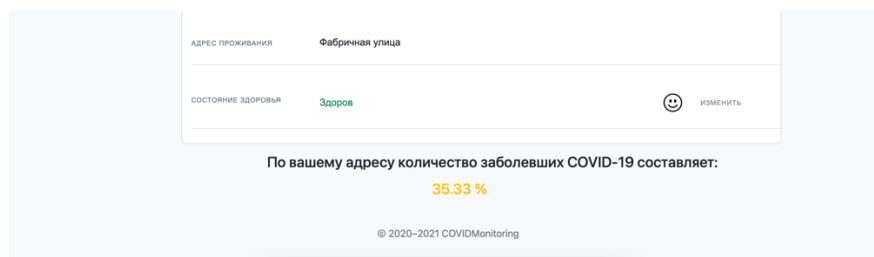 АДРЕС ПРОЖИВАНИЯ Фабричная улица
СОСТОЯНИЕ ЗДОРОВЬЯ Здоров ИЗМЕНИТЬ
По вашему адресу количество заболевших COVID-19 составляет:
35.33 %
© 2020–2021 COVIDMonitoring